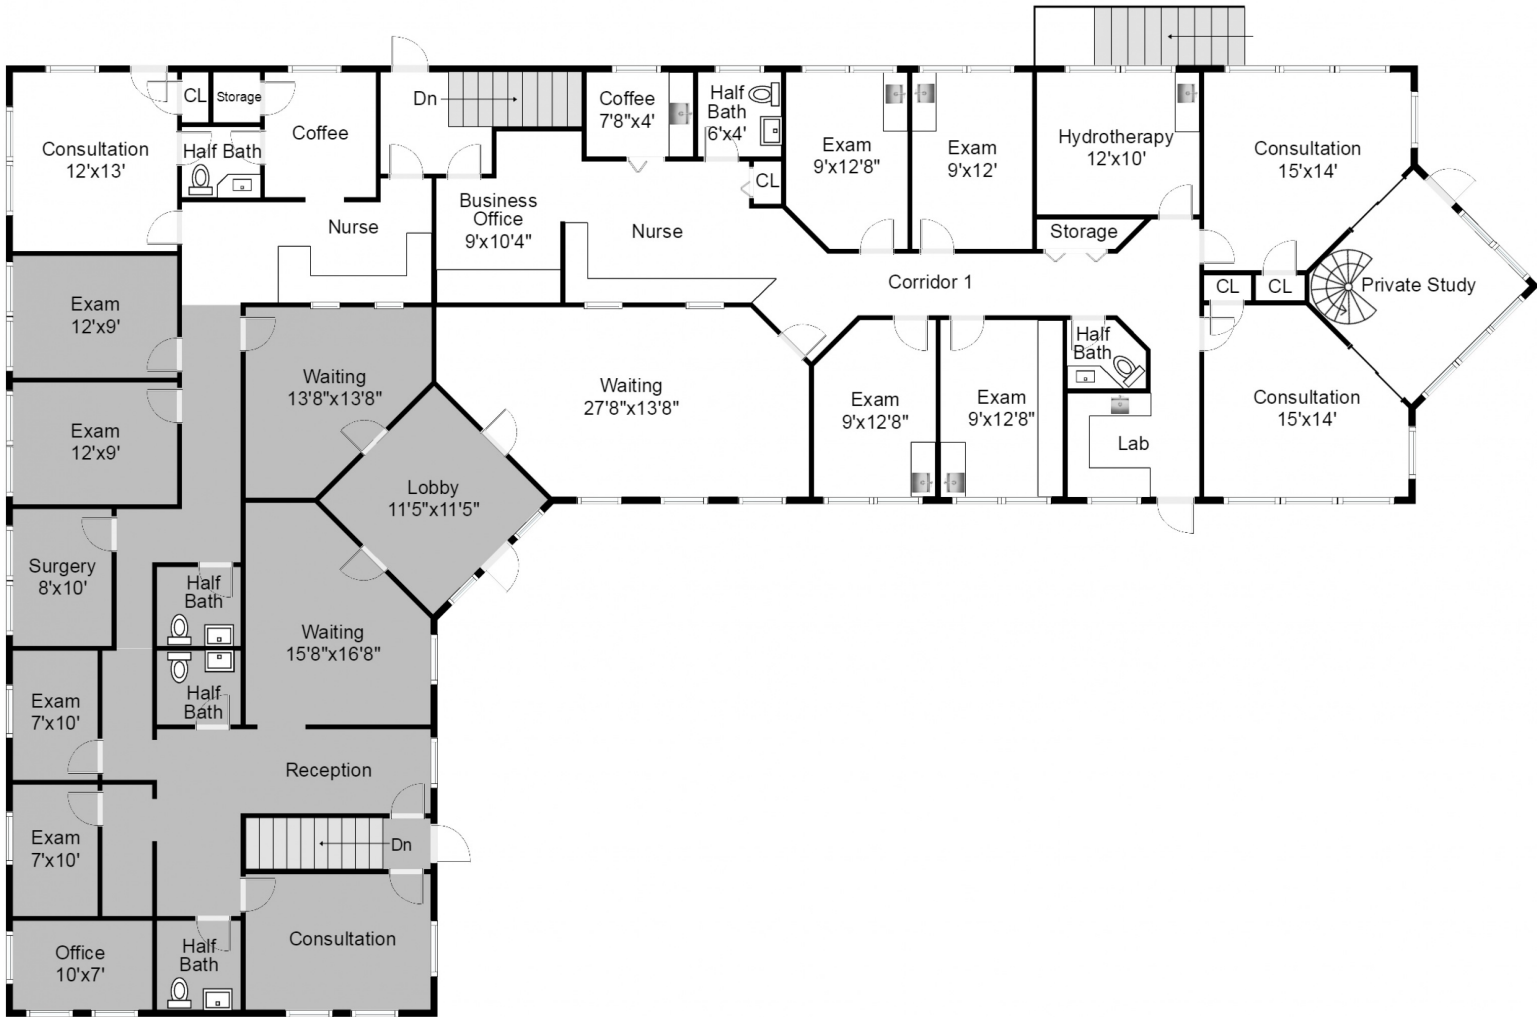 Consultation
12'x13'
CL
Storage
Half Bath
Coffee
Dn
Nurse
Coffee
7'8"x4'
Half
Bath
6'x4'
CL
Business
Office
9'x10'4"
Nurse
Exam
9'x12'8"
Exam
9'x12'
Hydrotherapy
12'x10'
Storage
Consultation
15'x14'
Corridor 1
CL
CL
Private Study
Exam
12'x9'
Exam
12'x9'
Waiting
13'8"x13'8"
Waiting
27'8"x13'8"
Exam
9'x12'8"
Exam
9'x12'8"
Half
Bath
Lab
Consultation
15'x14'
Lobby
11'5"x11'5"
Surgery
8'x10'
Half
Bath
Waiting
15'8"x16'8"
Exam
7'x10'
Half
Bath
Reception
Exam
7'x10'
Dn
Office
10'x7'
Half
Bath
Consultation